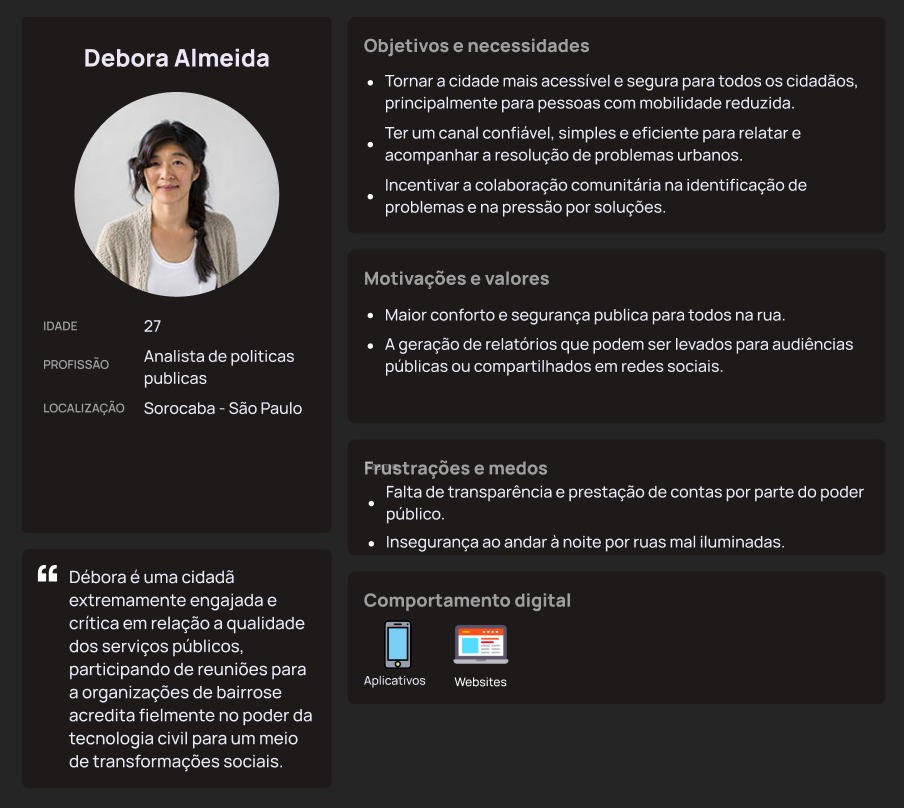 Debora Almeida
IDADE 27
PROFISSÃO Analista de politicas
publicas
LOCALIZAÇÃO Sorocaba - São Paulo
Débora é uma cidadã
extremamente engajada e
crítica em relação a qualidade
dos serviços públicos,
participando de reuniões para
a organizações de bairrose
acredita fielmente no poder da
tecnologia civil para um meio
de transformações sociais.
Objetivos e necessidades
Tornar a cidade mais acessível e segura para todos os cidadãos,
principalmente para pessoas com mobilidade reduzida.
Ter um canal confiável, simples e eficiente para relatar e
acompanhar a resolução de problemas urbanos.
Incentivar a colaboração comunitária na identificação de
problemas e na pressão por soluções.
Motivações e valores
Maior conforto e segurança publica para todos na rua.
A geração de relatórios que podem ser levados para audiências
públicas ou compartilhados em redes sociais.
Frustrações e medos
Falta de transparência e prestação de contas por parte do poder
público.
Insegurança ao andar à noite por ruas mal iluminadas.
Comportamento digital
Aplicativos
Websites